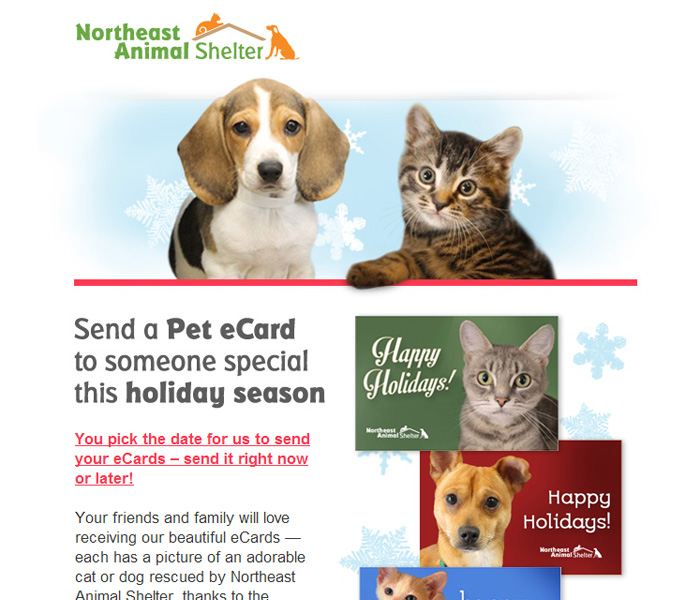 Northeast
Animal Shelter
Send a Pet eCard
to someone special
this holiday season
You pick the date for us to send
your eCards – send it right now
or later!
Your friends and family will love
receiving our beautiful eCards —
each has a picture of an adorable
cat or dog rescued by Northeast
Animal Shelter, thanks to the
Happy
Holidays!
Northeast
Animal Shelter
Happy
Holidays!
Northeast
Animal Shelter